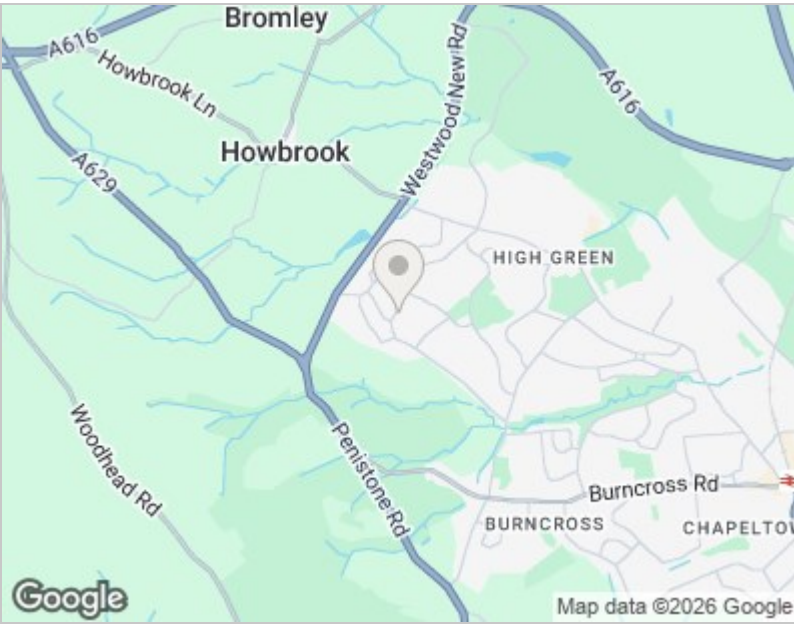 Bromley
A616
Howbrook Ln
Westwood New Rd
A616
Howbrook
A629
HIGH GREEN
Woodhead Rd
Penistone Rd
Burncross Rd
BURNCROSS
CHAPELTOW
Google
Map data ©2026 Google